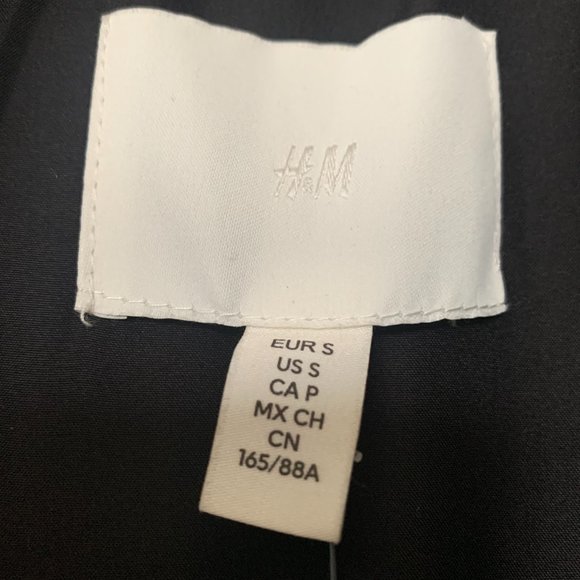 H&M
EUR S
US S
CA P
MX CH
CN
165/88A